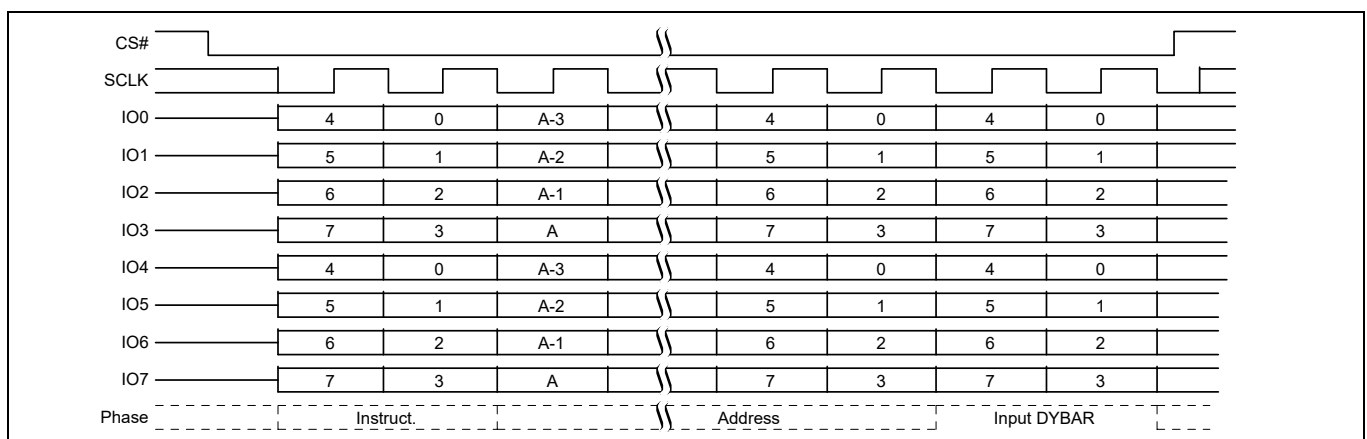 CS#
SCLK
IO0 4 0 A-3 4 0 4 0
IO1 5 1 A-2 5 1 5 1
IO2 6 2 A-1 6 2 6 2
IO3 7 3 A 7 3 7 3
IO4 4 0 A-3 4 0 4 0
IO5 5 1 A-2 5 1 5 1
IO6 6 2 A-1 6 2 6 2
IO7 7 3 A 7 3 7 3
Phase Instruct. Address Input DYBAR